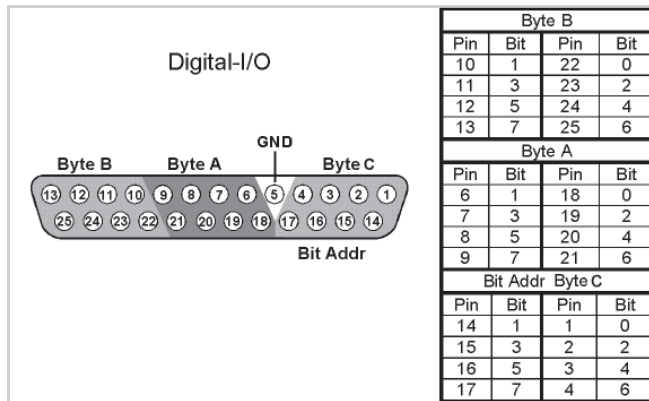 Digital-I/O
GND
Byte B Byte A Byte C
13 12 11 10 9 8 7 6 5 4 3 2 1
25 24 23 22 21 20 19 18 17 16 15 14
Bit Addr
Byte B
Pin Bit Pin Bit
10 1 22 0
11 3 23 2
12 5 24 4
13 7 25 6
Byte A
Pin Bit Pin Bit
6 1 18 0
7 3 19 2
8 5 20 4
9 7 21 6
Bit Addr Byte C
Pin Bit Pin Bit
14 1 1 0
15 3 2 2
16 5 3 4
17 7 4 6